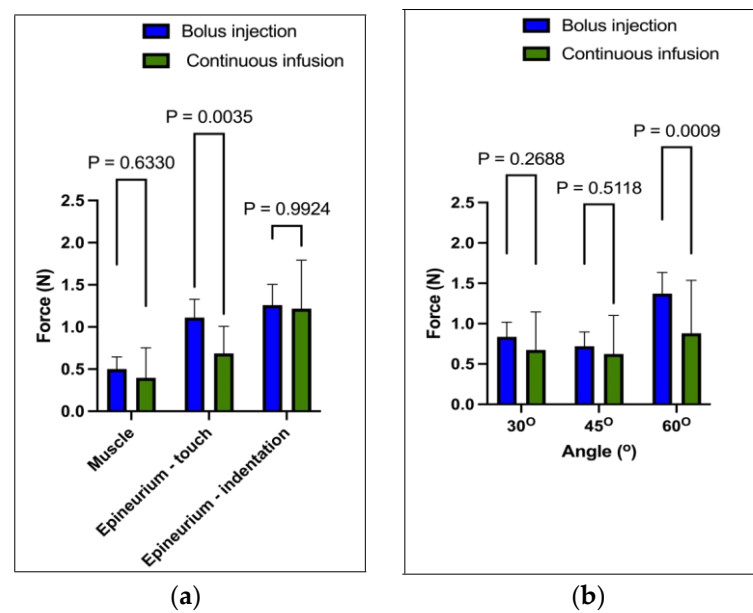 Bolus injection
Continuous infusion
P = 0.0035
P = 0.6330
P = 0.9924
2.5
2.0
1.5
1.0
0.5
0.0
Force (N)
Muscle
Epineurium - touch
Epineurium - indentation
(a)
Bolus injection
Continuous infusion
P = 0.0009
P = 0.2688
P = 0.5118
2.5
2.0
1.5
1.0
0.5
0.0
Force (N)
30º 45º 60º
Angle (º)
(b)